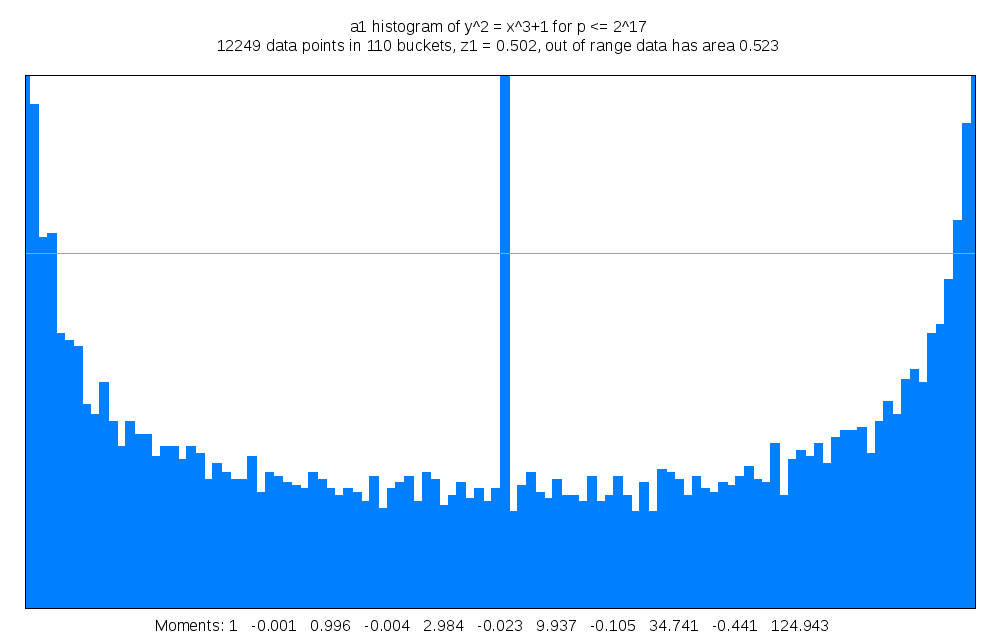 a1 histogram of y^2 = x^3+1 for p <= 2^17
12249 data points in 110 buckets, z1 = 0.502, out of range data has area 0.523
Moments: 1 -0.001 0.996 -0.004 2.984 -0.023 9.937 -0.105 34.741 -0.441 124.943